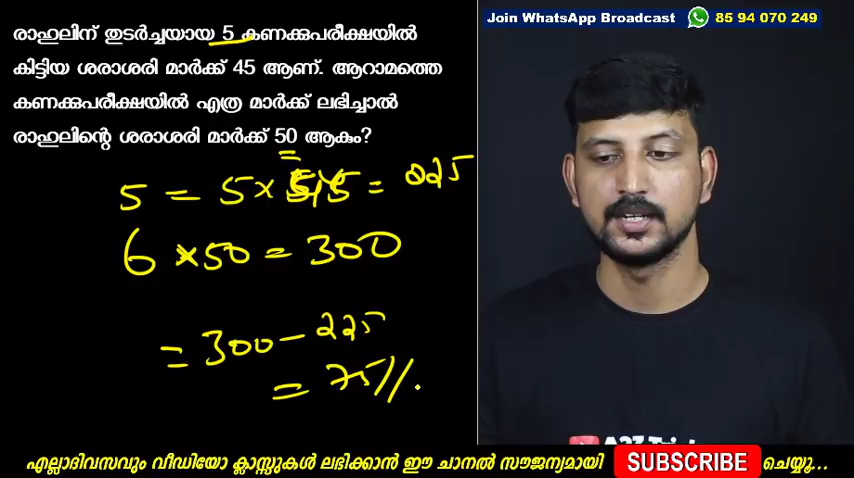 Join WhatsApp Broadcast 85 94 070 249
രാഹുലിന് തുടർച്ചയായ 5 കണക്കുപരീക്ഷയിൽ
കിട്ടിയ ശരാശരി മാർക്ക് 45 ആണ്. ആറാമത്തെ
കണക്കുപരീക്ഷയിൽ എത്ര മാർക്ക് ലഭിച്ചാൽ
രാഹുലിന്റെ ശരാശരി മാർക്ക് 50 ആകും?
5 = 5 × 45 = 225
6 × 50 = 300
= 300 - 225
= 75//.
എല്ലാദിവസവും വീഡിയോ ക്ലാസ്സുകൾ ലഭിക്കാൻ ഈ ചാനൽ സൗജന്യമായി SUBSCRIBE ചെയ്യൂ...